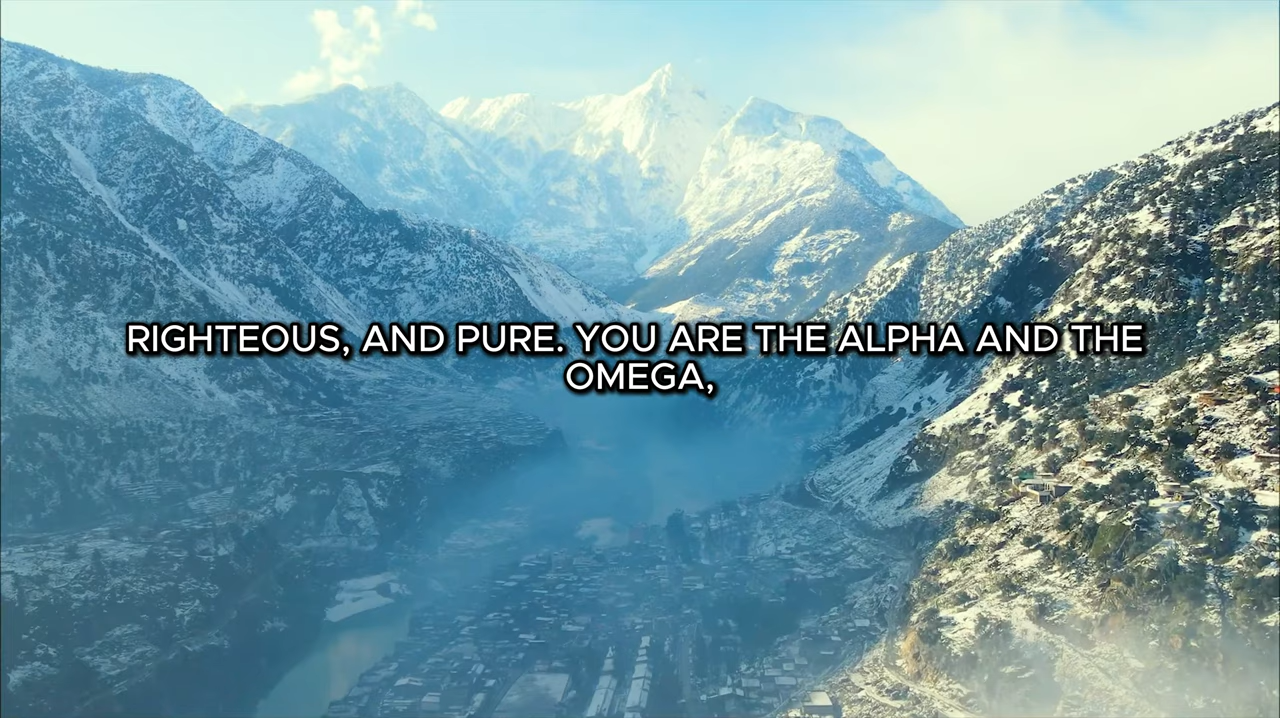 RIGHTEOUS, AND PURE. YOU ARE THE ALPHA AND THE
OMEGA,